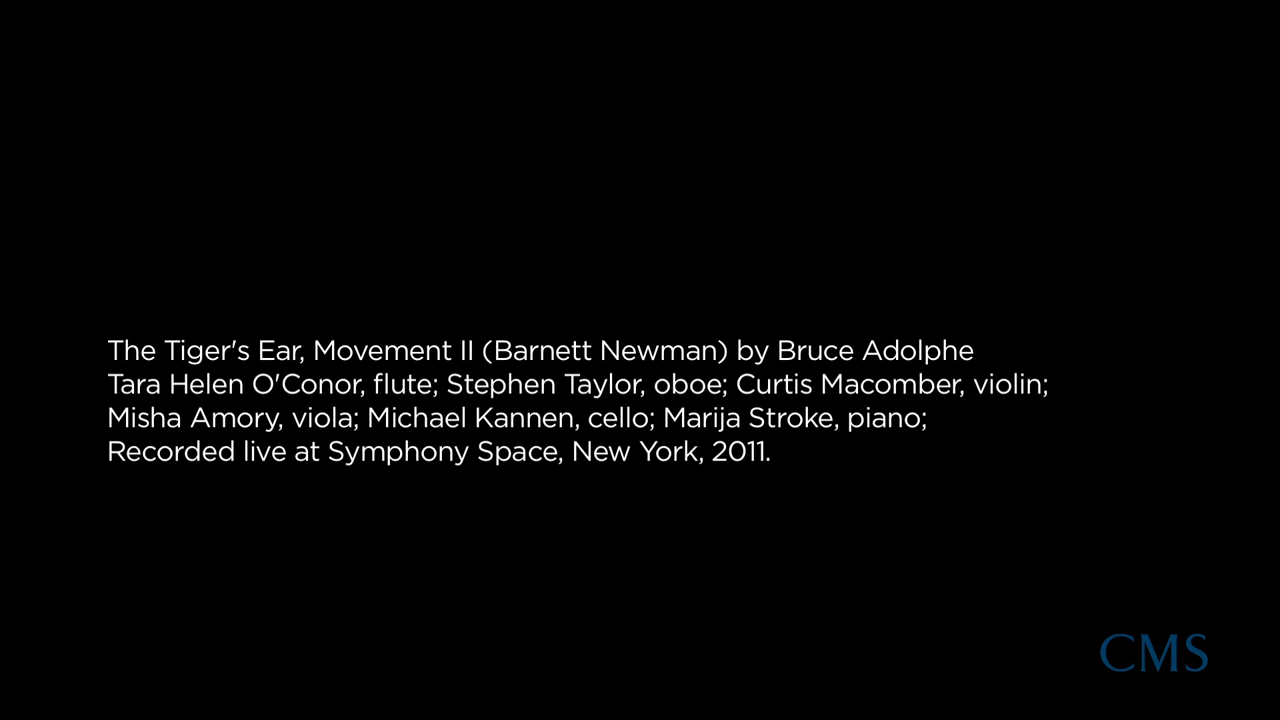 The Tiger's Ear, Movement II (Barnett Newman) by Bruce Adolphe
Tara Helen O'Conor, flute; Stephen Taylor, oboe; Curtis Macomber, violin;
Misha Amory, viola; Michael Kannen, cello; Marija Stroke, piano;
Recorded live at Symphony Space, New York, 2011.
CMS